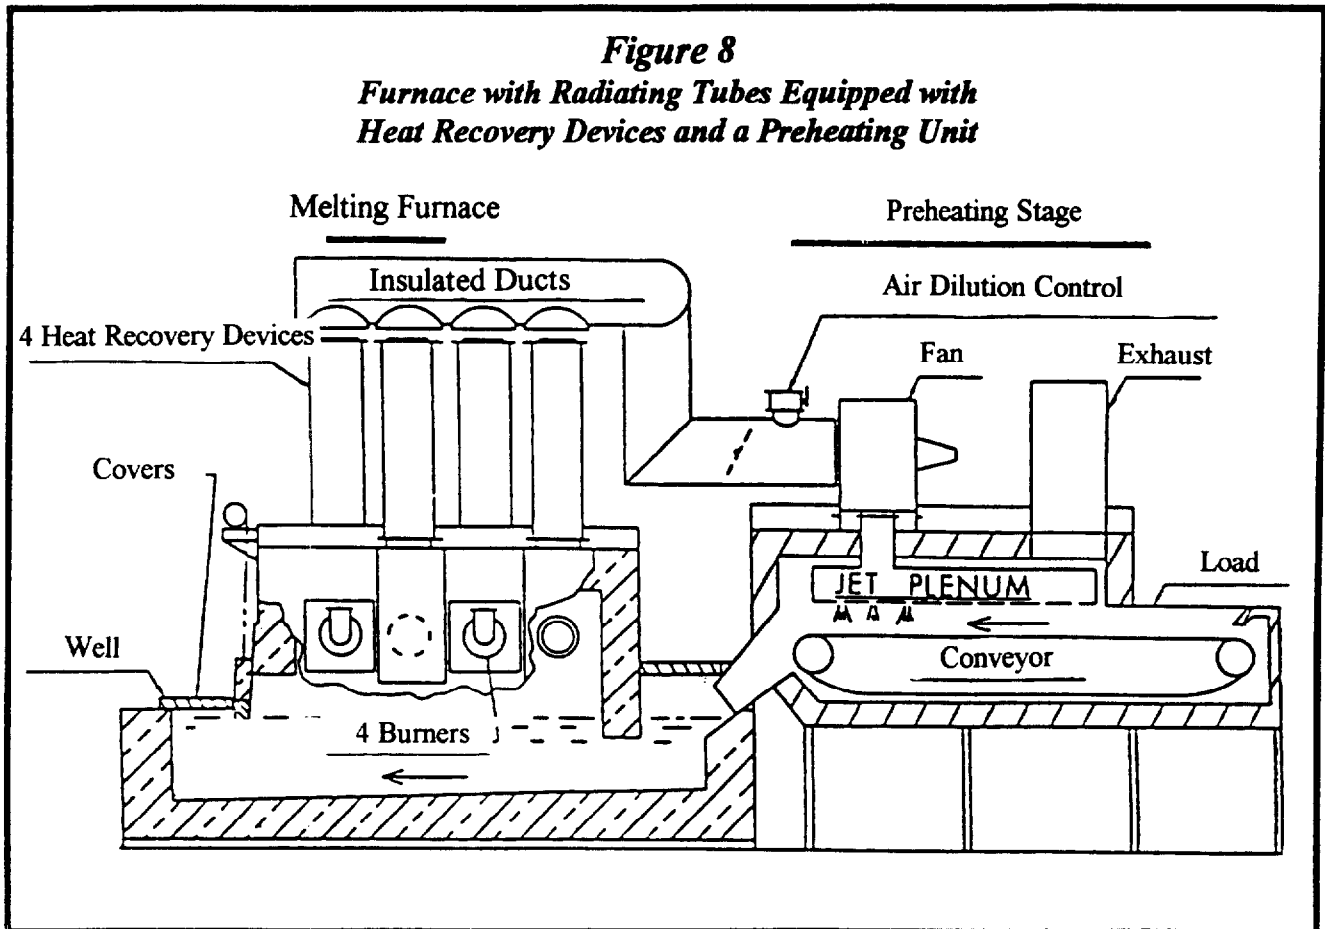 Figure 8
Furnace with Radiating Tubes Equipped with
Heat Recovery Devices and a Preheating Unit
Melting Furnace
Preheating Stage
Insulated Ducts
Air Dilution Control
4 Heat Recovery Devices
Fan
Exhaust
Covers
Load
JET PLENUM
Well
Conveyor
4 Burners